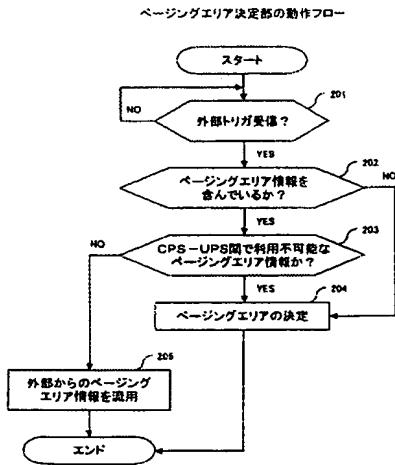 ページングエリア決定部の動作フロー
スタート
201
NO
外部トリガ受信？
YES
202
ページングエリア情報を
含んでいるか？
NO
YES
203
CPS－UPS間で利用不可能な
ページングエリア情報か？
NO
YES
204
ページングエリアの決定
205
外部からのページング
エリア情報を流用
エンド